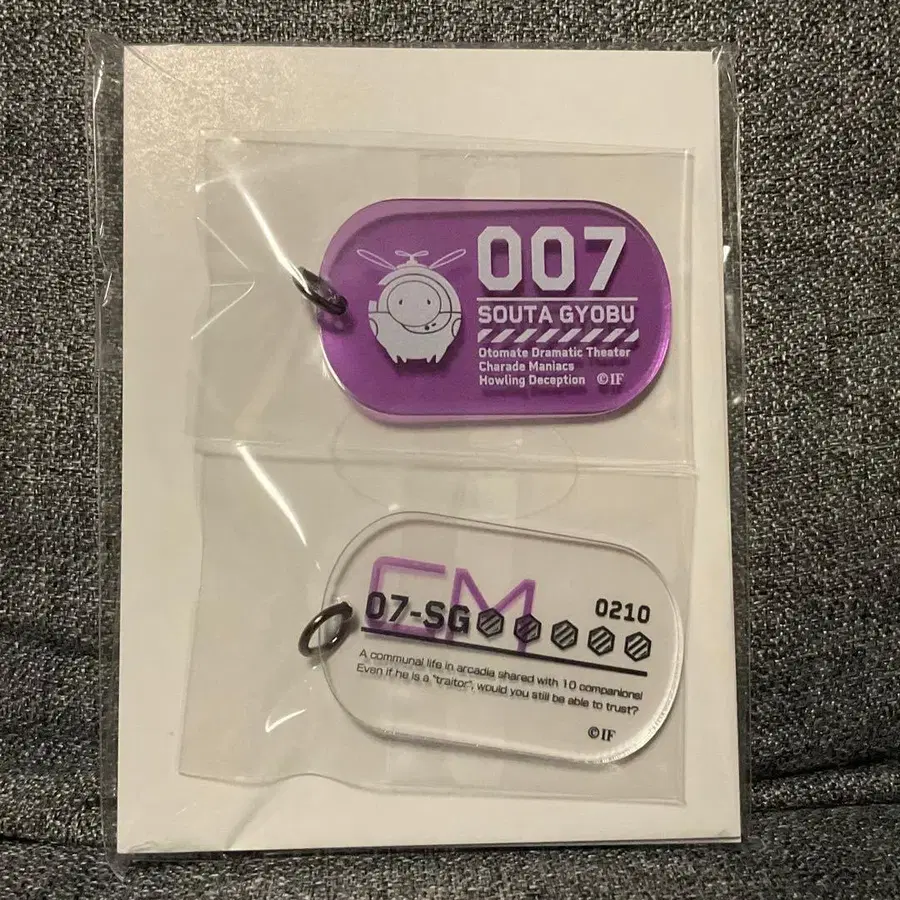 007
SOUTA GYOBU
Otomate Dramatic Theater
Charade Maniacs
Howling Deception ©IF
CM
07-SG
0210
A communal life in arcadia shared with 10 companions!
Even if he is a "traitor", would you still be able to trust?
©IF